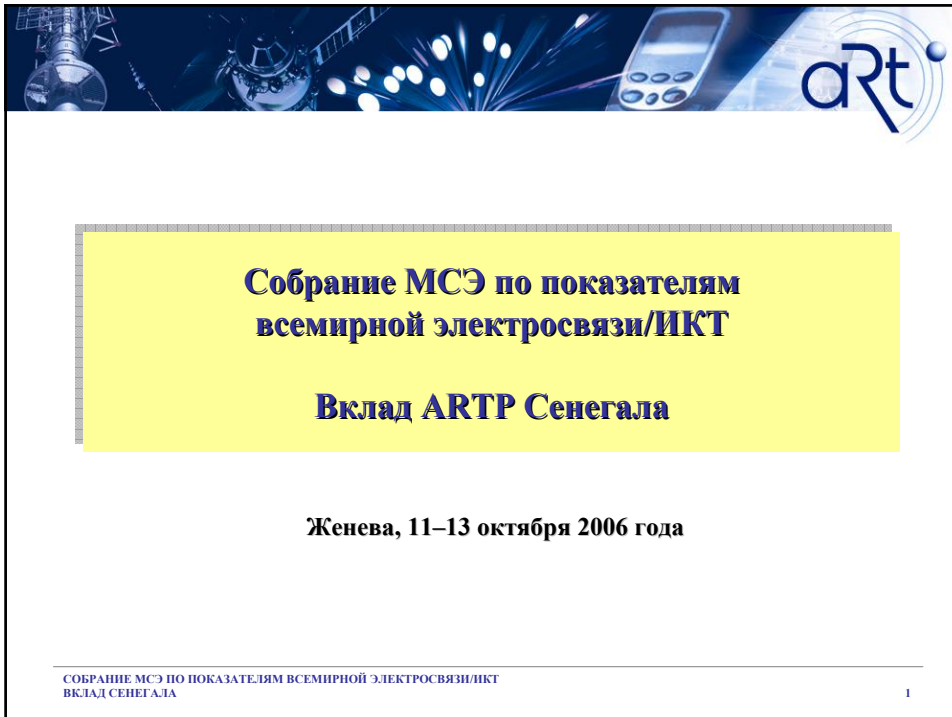 aRt
Собрание МСЭ по показателям
всемирной электросвязи/ИКТ
Вклад ARTP Сенегала
Женева, 11–13 октября 2006 года
СОБРАНИЕ МСЭ ПО ПОКАЗАТЕЛЯМ ВСЕМИРНОЙ ЭЛЕКТРОСВЯЗИ/ИКТ
ВКЛАД СЕНЕГАЛА 1